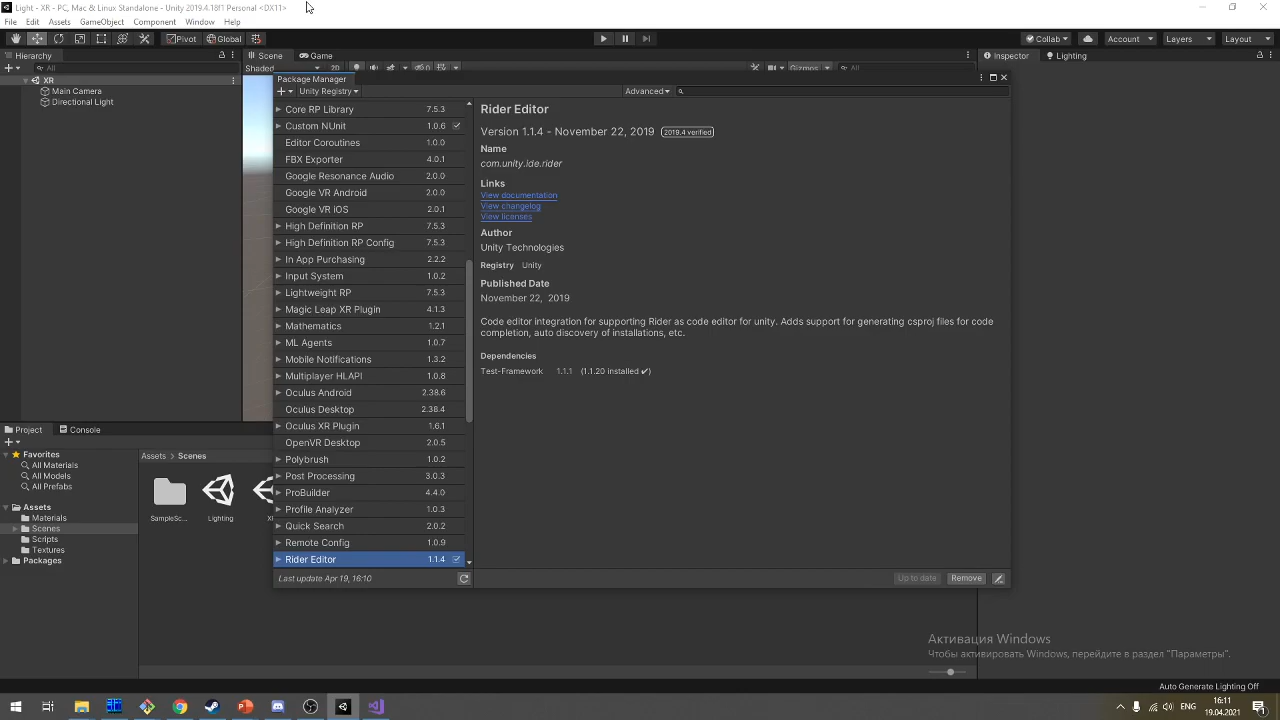 Light - XR - PC, Mac & Linux Standalone - Unity 2019.4.18f1 Personal <DX11>
File Edit Assets GameObject Component Window Help
Pivot Global Collab Account Layers Layout
Hierarchy Scene Game Inspector Lighting
All Shaded 2D 0 Gizmos All
Package Manager
XR
Unity Registry Advanced
Main Camera
Directional Light
Core RP Library 7.5.3
Custom NUnit 1.0.6
Editor Coroutines 1.0.0
FBX Exporter 4.0.1
Google Resonance Audio 2.0.0
Google VR Android 2.0.0
Google VR iOS 2.0.1
High Definition RP 7.5.3
High Definition RP Config 7.5.3
In App Purchasing 2.2.2
Input System 1.0.2
Lightweight RP 7.5.3
Magic Leap XR Plugin 4.1.3
Mathematics 1.2.1
ML Agents 1.0.7
Mobile Notifications 1.3.2
Multiplayer HLAPI 1.0.8
Oculus Android 2.38.6
Oculus Desktop 2.38.4
Oculus XR Plugin 1.6.1
OpenVR Desktop 2.0.5
Polybrush 1.0.2
Post Processing 3.0.3
ProBuilder 4.4.0
Profile Analyzer 1.0.3
Quick Search 2.0.2
Remote Config 1.0.9
Rider Editor 1.1.4
Last update Apr 19, 16:10
Rider Editor
Version 1.1.4 - November 22, 2019 2019.4 verified
Name
com.unity.ide.rider
Links
View documentation
View changelog
View licenses
Author
Unity Technologies
Registry Unity
Published Date
November 22, 2019
Code editor integration for supporting Rider as code editor for unity. Adds support for generating csproj files for code
completion, auto discovery of installations, etc.
Dependencies
Test-Framework 1.1.1 (1.1.20 installed ✔)
Up to date Remove
Project Console
Favorites
All Materials
All Models
All Prefabs
Assets
Materials
Scenes
Scripts
Textures
Packages
Assets > Scenes
SampleSc... Lighting
Активация Windows
Чтобы активировать Windows, перейдите в раздел "Параметры".
Auto Generate Lighting Off
ENG 16:11
19.04.2021